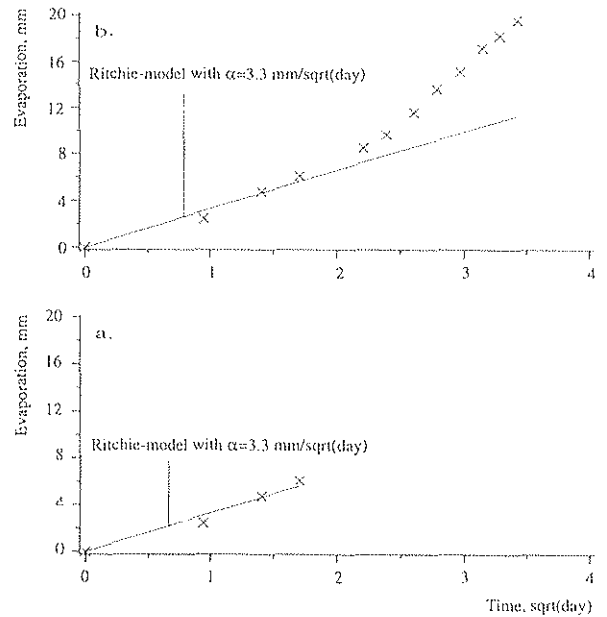 20
b.
16
Evaporation, mm
Ritchie-model with α=3.3 mm/sqrt(day)
12
8
4
0
0 1 2 3 4
20
a.
16
Evaporation, mm
12
Ritchie-model with α=3.3 mm/sqrt(day)
8
4
0
0 1 2 3 4
Time, sqrt(day)